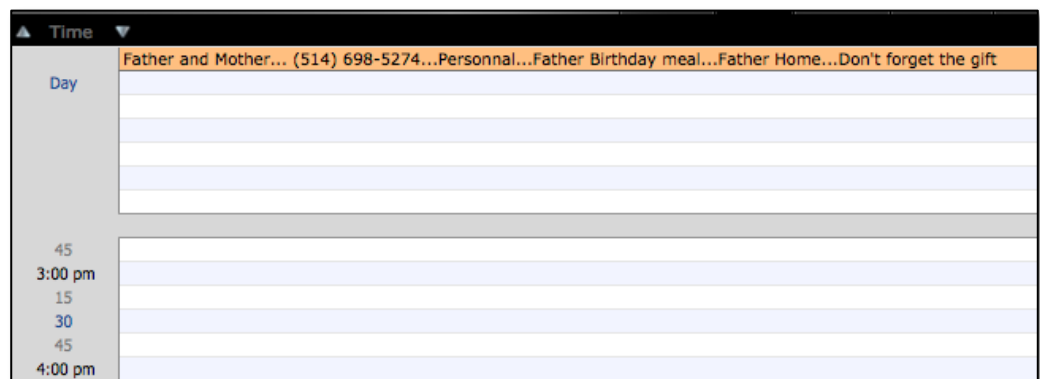 Time
Father and Mother... (514) 698-5274...Personnal...Father Birthday meal...Father Home...Don't forget the gift
Day
45
3:00 pm
15
30
45
4:00 pm